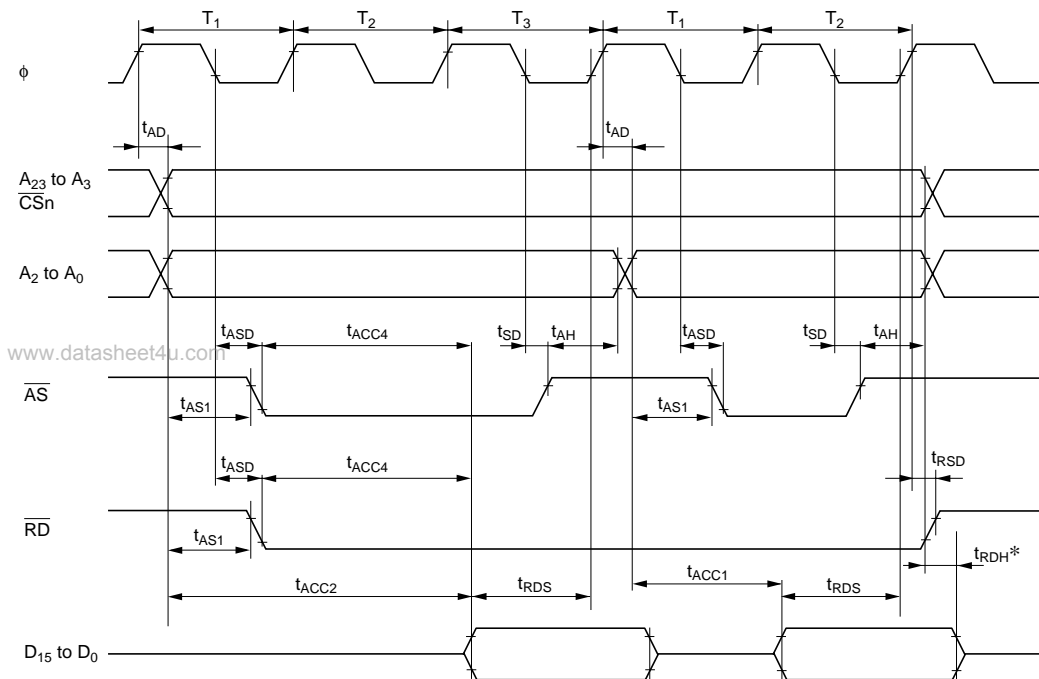 T1 T2 T3 T1 T2
ϕ
tAD tAD
A23 to A3
CSn
A2 to A0
tASD tACC4 tSD tAH tASD tSD tAH
www.datasheet4u.com
AS
tAS1 tAS1
tASD tACC4 tRSD
RD
tAS1 tRDH*
tACC2 tRDS tACC1 tRDS
D15 to D0